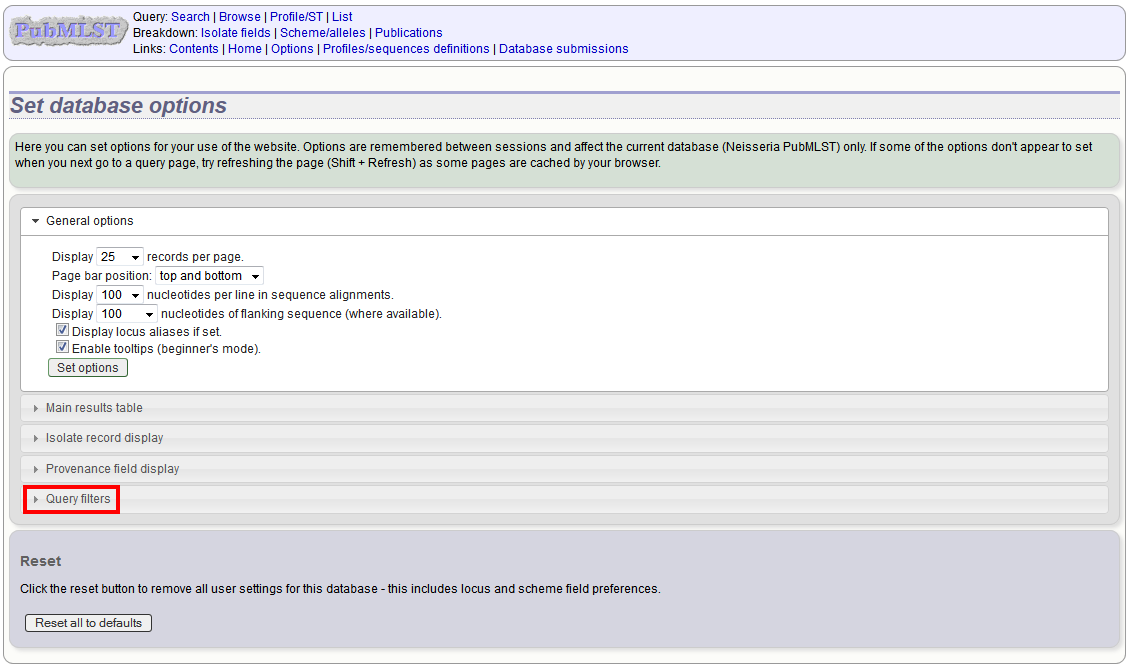 PubMLST
Query: Search | Browse | Profile/ST | List
Breakdown: Isolate fields | Scheme/alleles | Publications
Links: Contents | Home | Options | Profiles/sequences definitions | Database submissions
Set database options
Here you can set options for your use of the website. Options are remembered between sessions and affect the current database (Neisseria PubMLST) only. If some of the options don't appear to set
when you next go to a query page, try refreshing the page (Shift + Refresh) as some pages are cached by your browser.
General options
Display 25 records per page.
Page bar position: top and bottom
Display 100 nucleotides per line in sequence alignments.
Display 100 nucleotides of flanking sequence (where available).
Display locus aliases if set.
Enable tooltips (beginner's mode).
Set options
Main results table
Isolate record display
Provenance field display
Query filters
Reset
Click the reset button to remove all user settings for this database - this includes locus and scheme field preferences.
Reset all to defaults